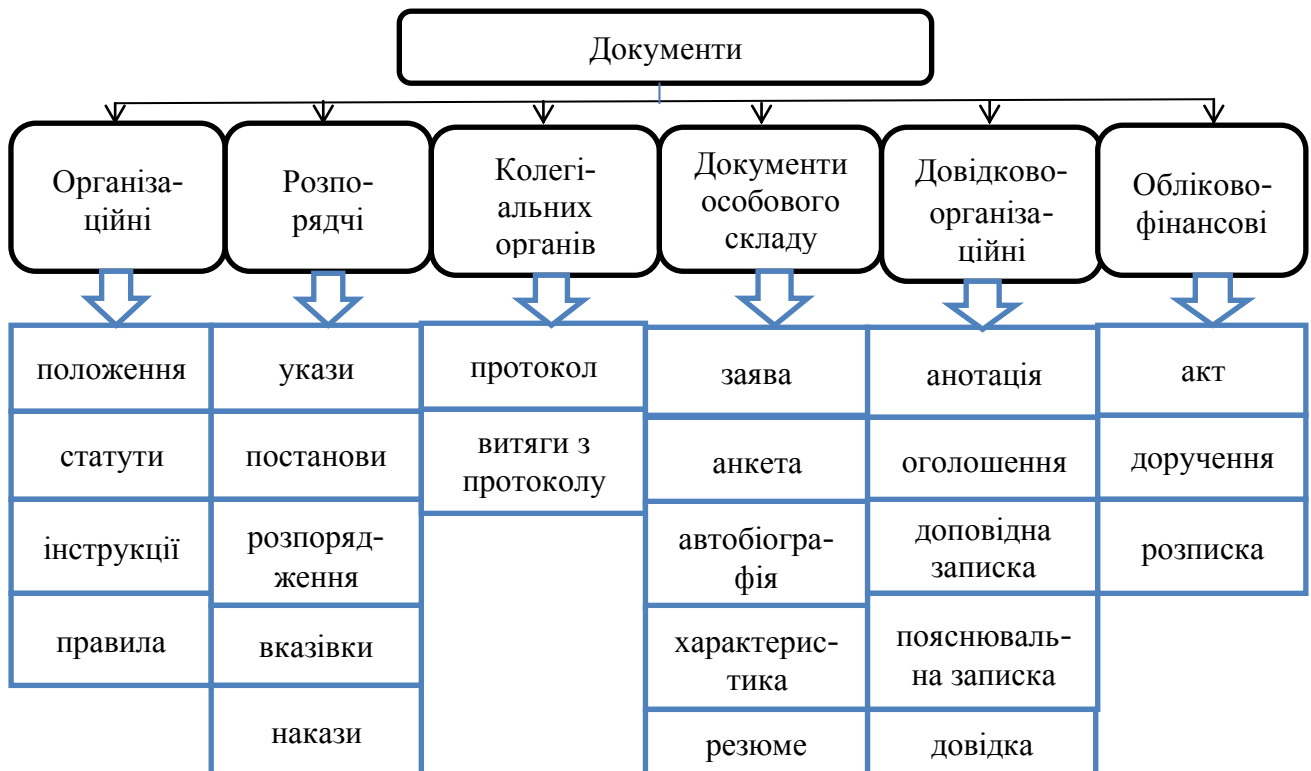 Документи
Організа-
ційні
Розпо-
рядчі
Колегі-
альних
органів
Документи
особового
складу
Довідково-
організа-
ційні
Обліково-
фінансові
положення
статути
інструкції
правила
укази
постанови
розпоряд-
ження
вказівки
накази
протокол
витяги з
протоколу
заява
анкета
автобіогра-
фія
характерис-
тика
резюме
анотація
оголошення
доповідна
записка
пояснюваль-
на записка
довідка
акт
доручення
розписка